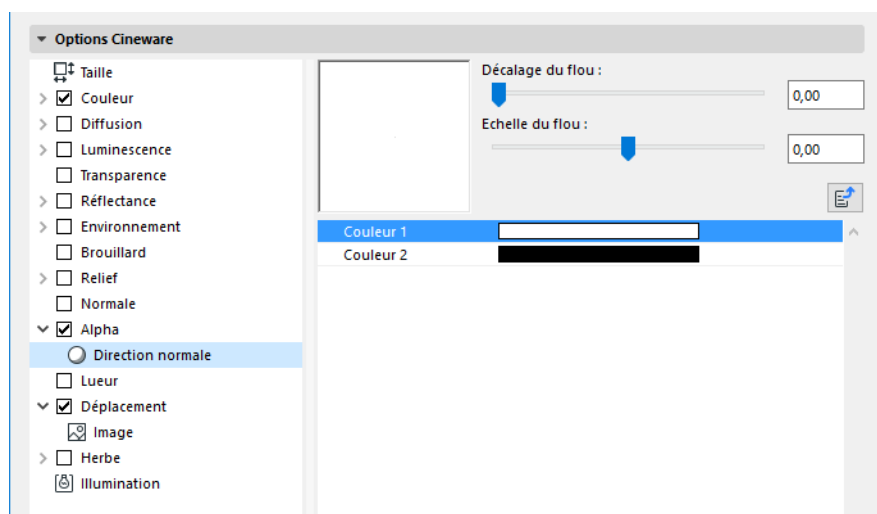 Options Cineware
Taille
Couleur
Diffusion
Luminescence
Transparence
Réflectance
Environnement
Brouillard
Relief
Normale
Alpha
Direction normale
Lueur
Déplacement
Image
Herbe
Illumination
Décalage du flou :
0,00
Echelle du flou :
0,00
Couleur 1
Couleur 2